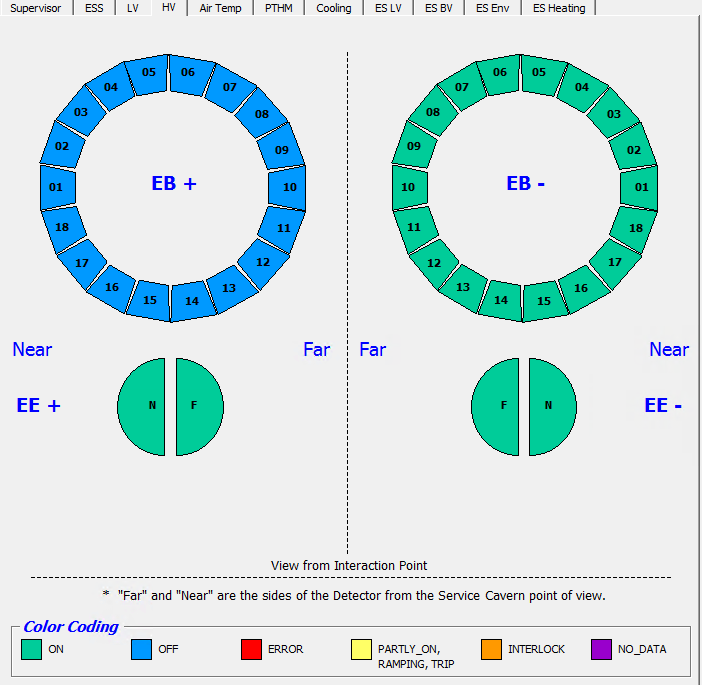 Supervisor ESS LV HV Air Temp PTHM Cooling ES LV ES BV ES Env ES Heating
05 06
04 07
03 08
02 09
01 EB + 10
18 11
17 12
16 13
15 14
06 05
07 04
08 03
09 02
10 EB - 01
11 18
12 17
13 16
14 15
Near Far Far Near
EE + N F F N EE -
View from Interaction Point
* "Far" and "Near" are the sides of the Detector from the Service Cavern point of view.
Color Coding
ON OFF ERROR PARTLY_ON, INTERLOCK NO_DATA
RAMPING, TRIP